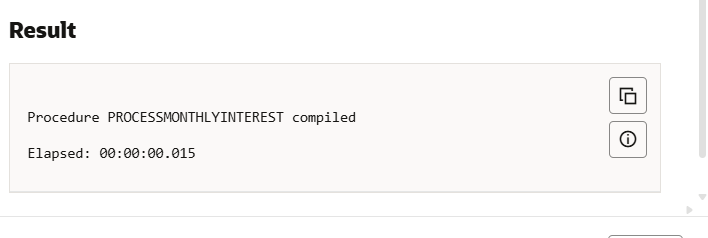 Result
Procedure PROCESSMONTHLYINTEREST compiled
Elapsed: 00:00:00.015